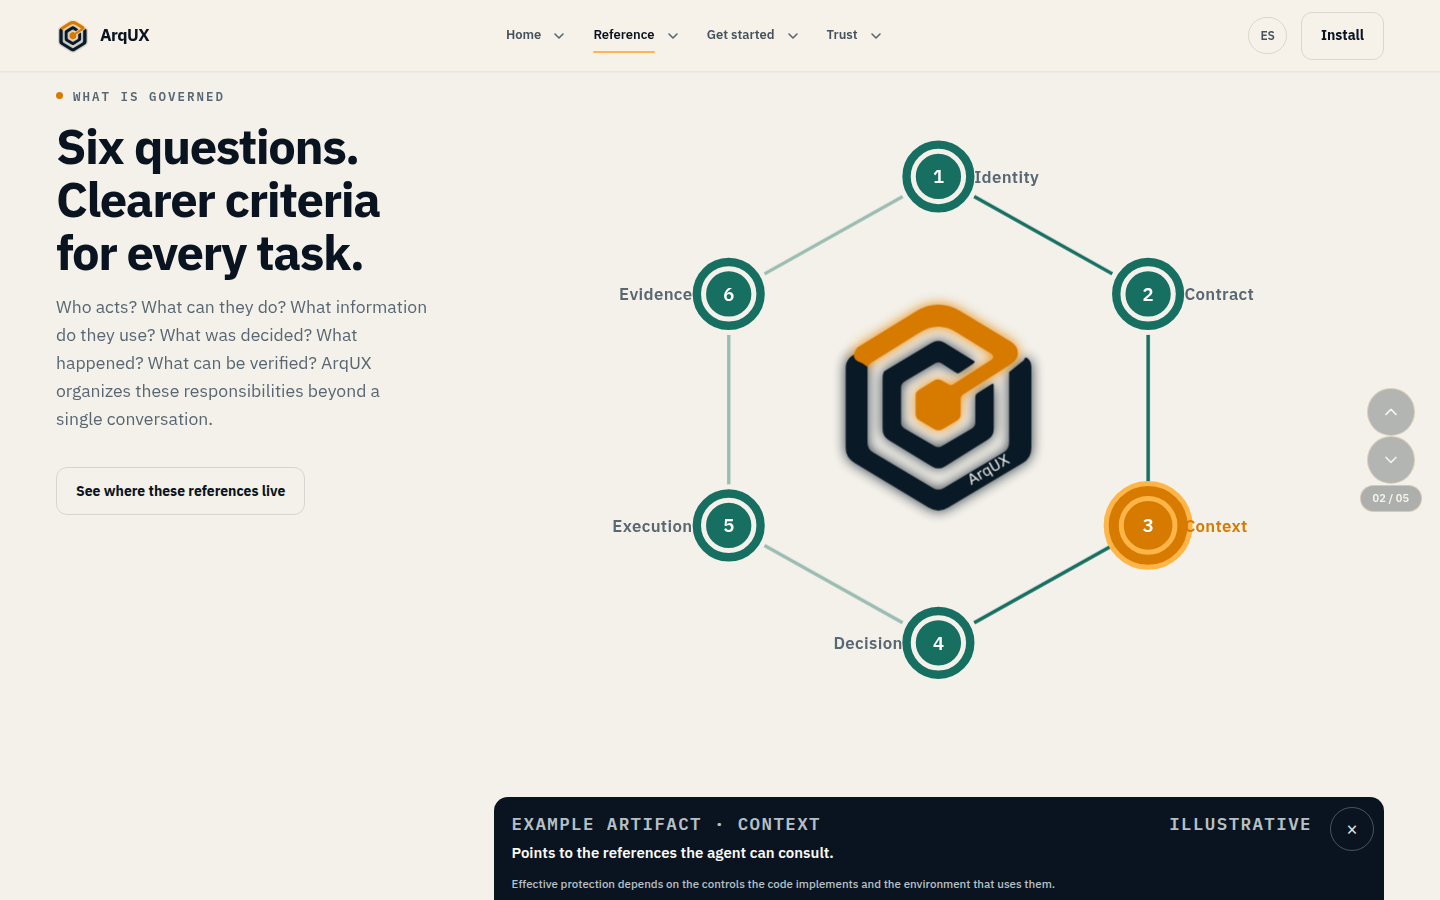 ArqUX
Home
Reference
Get started
Trust
ES
Install
WHAT IS GOVERNED
Six questions.
Clearer criteria
for every task.
Who acts? What can they do? What information
do they use? What was decided? What
happened? What can be verified? ArqUX
organizes these responsibilities beyond a
single conversation.
See where these references live
1
Identity
2
Contract
3
Context
4
Decision
5
Execution
6
Evidence
ArqUX
02 / 05
EXAMPLE ARTIFACT · CONTEXT
ILLUSTRATIVE
×
Points to the references the agent can consult.
Effective protection depends on the controls the code implements and the environment that uses them.